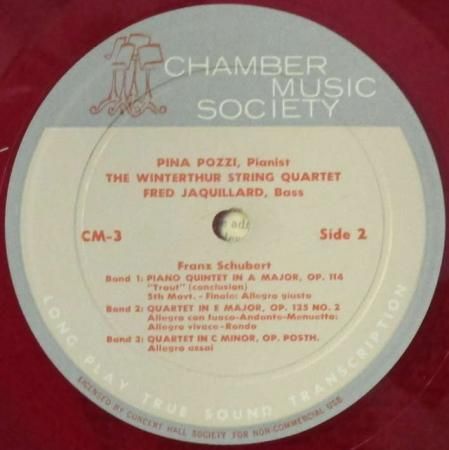 CHAMBER
MUSIC
SOCIETY
PINA POZZI, Pianist
THE WINTERTHUR STRING QUARTET
FRED JAQUILLARD, Bass
CM-3
Side 2
Franz Schubert
Band 1: PIANO QUINTET IN A MAJOR, OP. 114
"Trout" (conclusion)
5th Movt. - Finale: Allegro giusto
Band 2: QUARTET IN E MAJOR, OP. 125 NO. 2
Allegro con fuoco-Andante-Menuetto:
Allegro vivace-Rondo
Band 3: QUARTET IN C MINOR, OP. POSTH.
Allegro assai
LONG PLAY TRUE SOUND TRANSCRIPTION
LICENSED BY CONCERT HALL SOCIETY FOR NON-COMMERCIAL USE